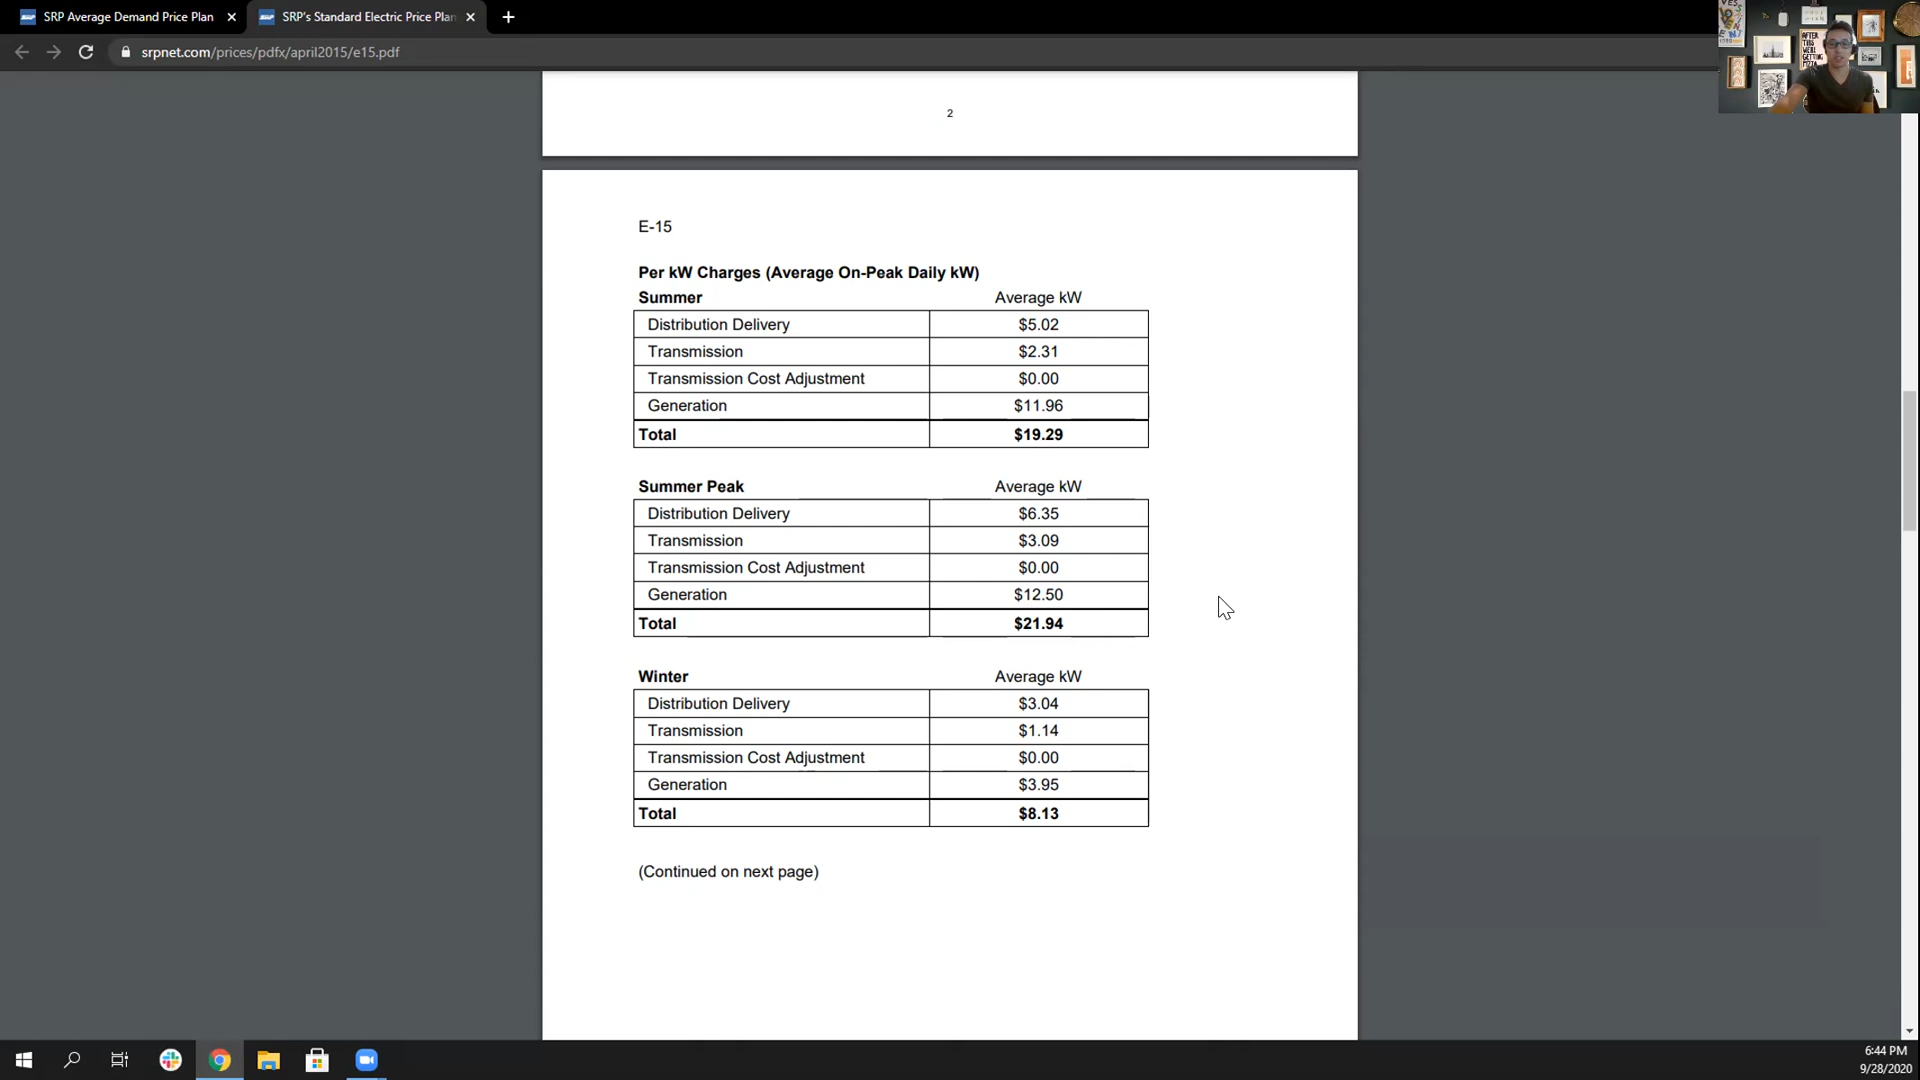 SRP Average Demand Price Plan
SRP's Standard Electric Price Plan
srpnet.com/prices/pdfx/april2015/e15.pdf
2
E-15
Per kW Charges (Average On-Peak Daily kW)
Summer Average kW
Distribution Delivery $5.02
Transmission $2.31
Transmission Cost Adjustment $0.00
Generation $11.96
Total $19.29
Summer Peak Average kW
Distribution Delivery $6.35
Transmission $3.09
Transmission Cost Adjustment $0.00
Generation $12.50
Total $21.94
Winter Average kW
Distribution Delivery $3.04
Transmission $1.14
Transmission Cost Adjustment $0.00
Generation $3.95
Total $8.13
(Continued on next page)
6:44 PM
9/28/2020